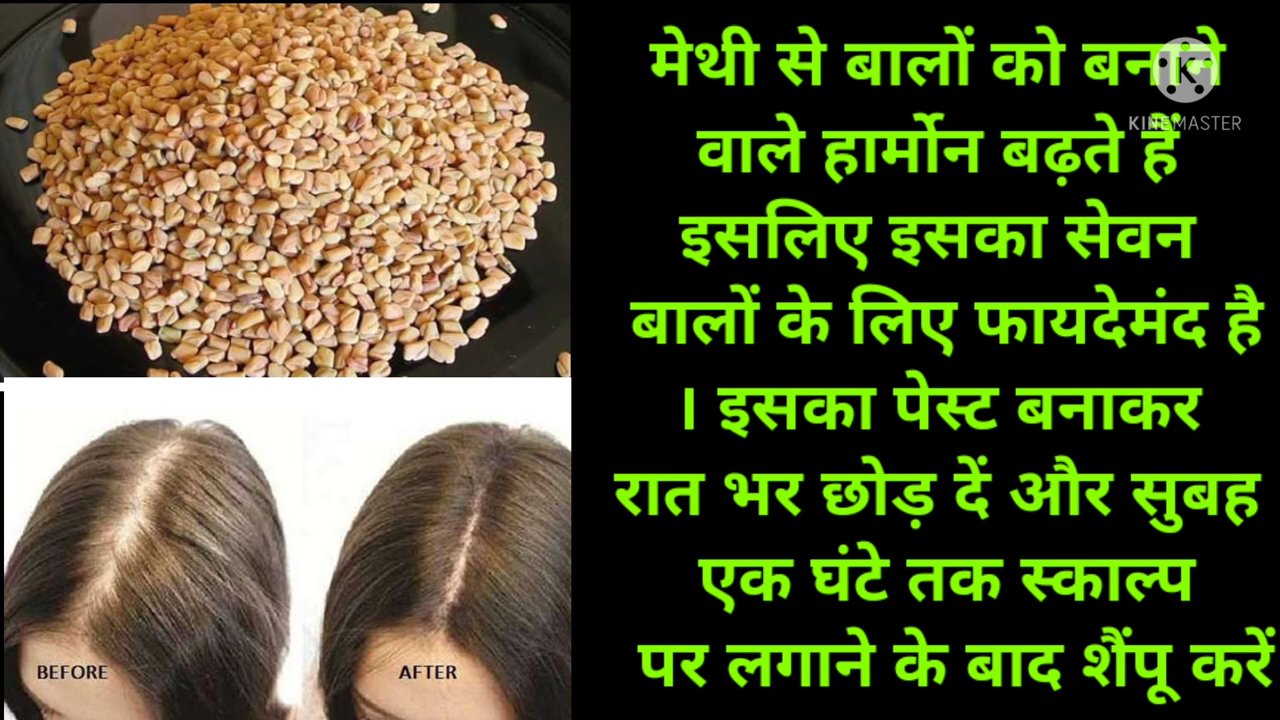 मेथी से बालों को बनाने
वाले हार्मोन बढ़ते हैं
इसलिए इसका सेवन
बालों के लिए फायदेमंद है
। इसका पेस्ट बनाकर
रात भर छोड़ दें और सुबह
एक घंटे तक स्काल्प
पर लगाने के बाद शैंपू करें
K
KINEMASTER
BEFORE
AFTER